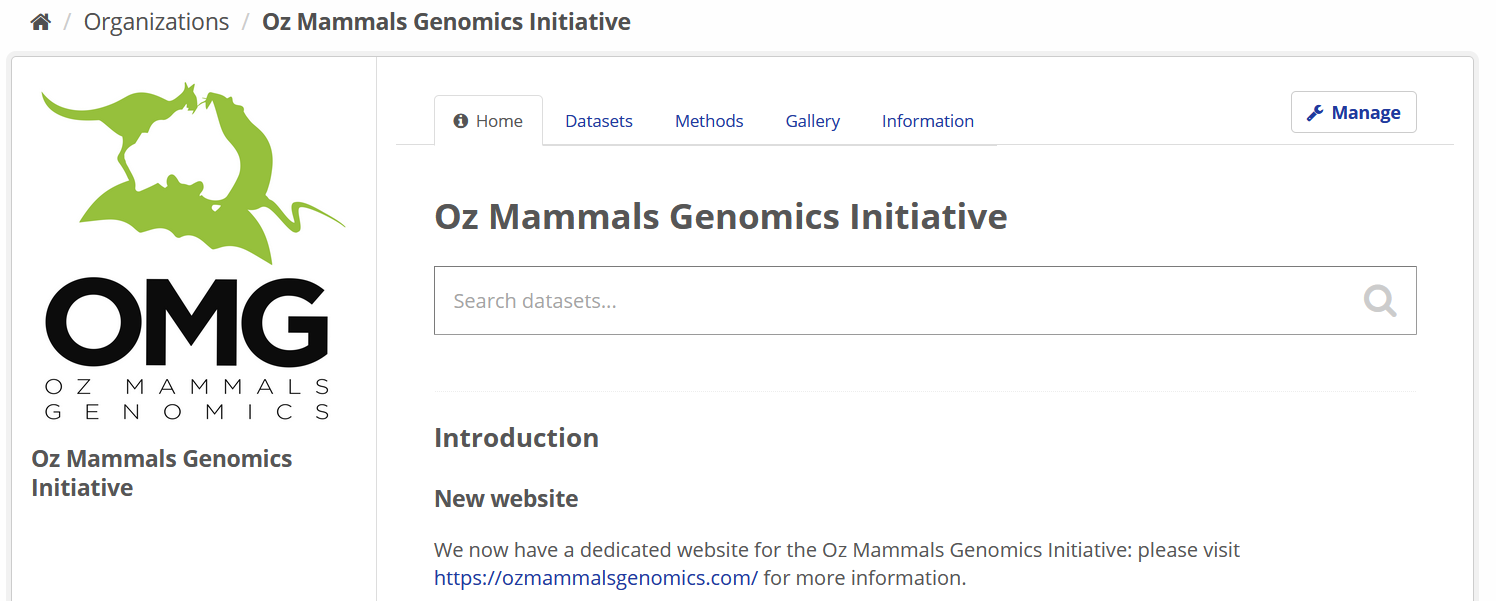 / Organizations / Oz Mammals Genomics Initiative
OMG
OZ MAMMALS
GENOMICS
Oz Mammals Genomics
Initiative
Home Datasets Methods Gallery Information Manage
Oz Mammals Genomics Initiative
Search datasets...
Introduction
New website
We now have a dedicated website for the Oz Mammals Genomics Initiative: please visit
https://ozmammalsgenomics.com/ for more information.